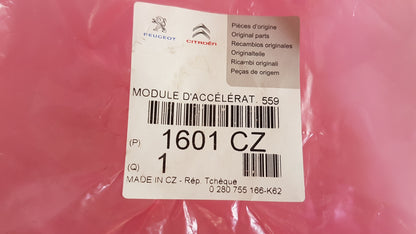 PEUGEOT
CITROËN
Pièces d'origine
Original parts
Recambios originales
Originalteile
Ricambi originali
Peças de origem
MODULE D'ACCÉLÉRAT. 559
(P) 1601 CZ
(Q) 1
MADE IN CZ - Rép. Tchèque
0 280 755 166-K62